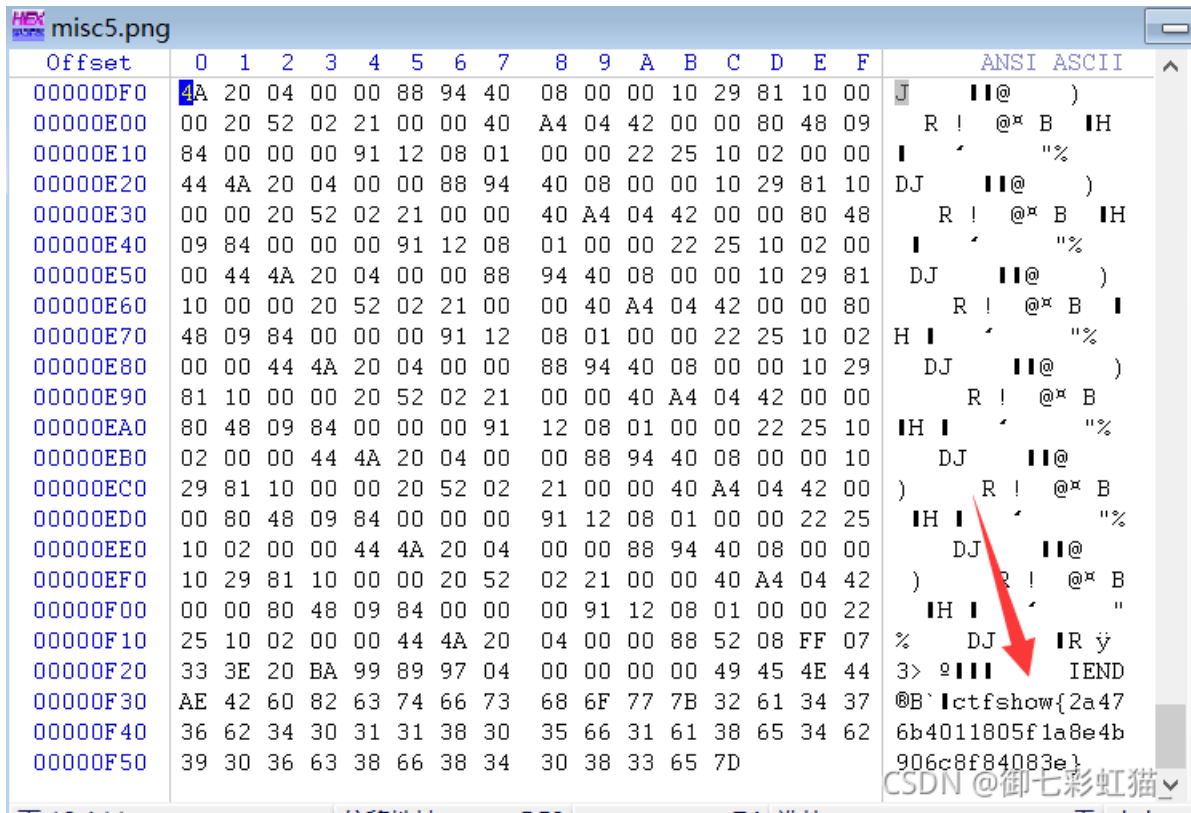 HEX misc5.png
Offset 0 1 2 3 4 5 6 7 8 9 A B C D E F ANSI ASCII
00000DF0 4A 20 04 00 00 88 94 40 08 00 00 10 29 81 10 00 J @ )
00000E00 00 20 52 02 21 00 00 40 A4 04 42 00 00 80 48 09 R ! @¤ B H
00000E10 84 00 00 00 91 12 08 01 00 00 22 25 10 02 00 00 ‘ "%
00000E20 44 4A 20 04 00 00 88 94 40 08 00 00 10 29 81 10 DJ @ )
00000E30 00 00 20 52 02 21 00 00 40 A4 04 42 00 00 80 48 R ! @¤ B H
00000E40 09 84 00 00 00 91 12 08 01 00 00 22 25 10 02 00 ‘ "%
00000E50 00 44 4A 20 04 00 00 88 94 40 08 00 00 10 29 81 DJ @ )
00000E60 10 00 00 20 52 02 21 00 00 40 A4 04 42 00 00 80 R ! @¤ B
00000E70 48 09 84 00 00 00 91 12 08 01 00 00 22 25 10 02 H ‘ "%
00000E80 00 00 44 4A 20 04 00 00 88 94 40 08 00 00 10 29 DJ @ )
00000E90 81 10 00 00 20 52 02 21 00 00 40 A4 04 42 00 00 R ! @¤ B
00000EA0 80 48 09 84 00 00 00 91 12 08 01 00 00 22 25 10 H ‘ "%
00000EB0 02 00 00 44 4A 20 04 00 00 88 94 40 08 00 00 10 DJ @
00000EC0 29 81 10 00 00 20 52 02 21 00 00 40 A4 04 42 00 ) R ! @¤ B
00000ED0 00 80 48 09 84 00 00 00 91 12 08 01 00 00 22 25 H ‘ "%
00000EE0 10 02 00 00 44 4A 20 04 00 00 88 94 40 08 00 00 DJ @
00000EF0 10 29 81 10 00 00 20 52 02 21 00 00 40 A4 04 42 ) R ! @¤ B
00000F00 00 00 80 48 09 84 00 00 00 91 12 08 01 00 00 22 H ‘ "
00000F10 25 10 02 00 00 44 4A 20 04 00 00 88 52 08 FF 07 % DJ R ÿ
00000F20 33 3E 20 BA 99 89 97 04 00 00 00 00 49 45 4E 44 3> º IEND
00000F30 AE 42 60 82 63 74 66 73 68 6F 77 7B 32 61 34 37 ®B` ctfshow{2a47
00000F40 36 62 34 30 31 31 38 30 35 66 31 61 38 65 34 62 6b4011805f1a8e4b
00000F50 39 30 36 63 38 66 38 34 30 38 33 65 7D 906c8f84083e}
CSDN @御七彩虹猫_